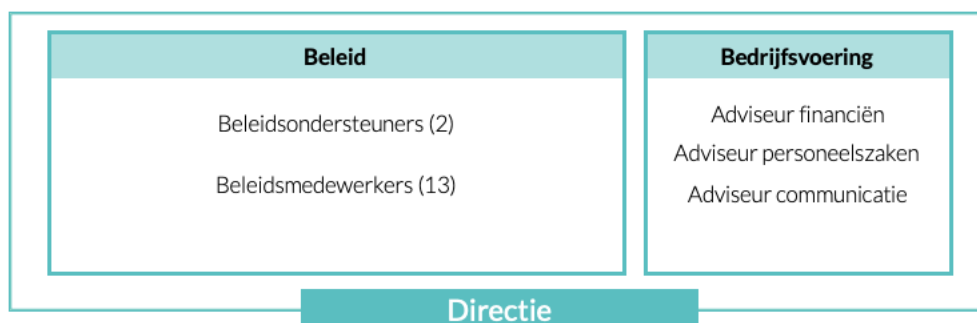 Beleid
Beleidsondersteuners (2)
Beleidsmedewerkers (13)
Bedrijfsvoering
Adviseur financiën
Adviseur personeelszaken
Adviseur communicatie
Directie